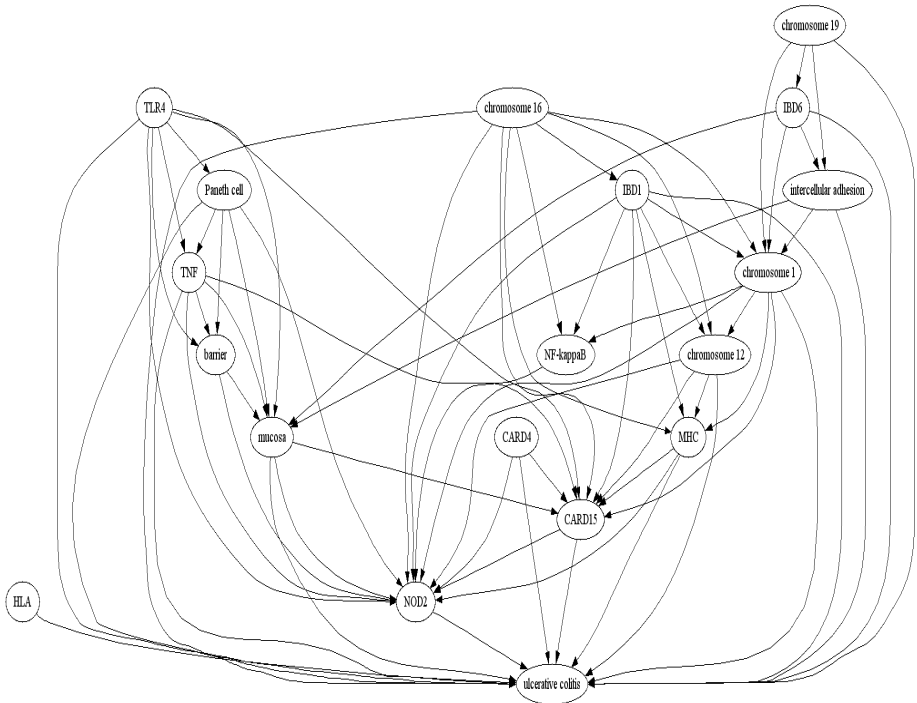 chromosome 19
TLR4
chromosome 16
IBD6
Paneth cell
IBD1
intercellular adhesion
TNF
chromosome 1
barrier
NF-kappaB
chromosome 12
mucosa
CARD4
MHC
CARD15
HLA
NOD2
ulcerative colitis